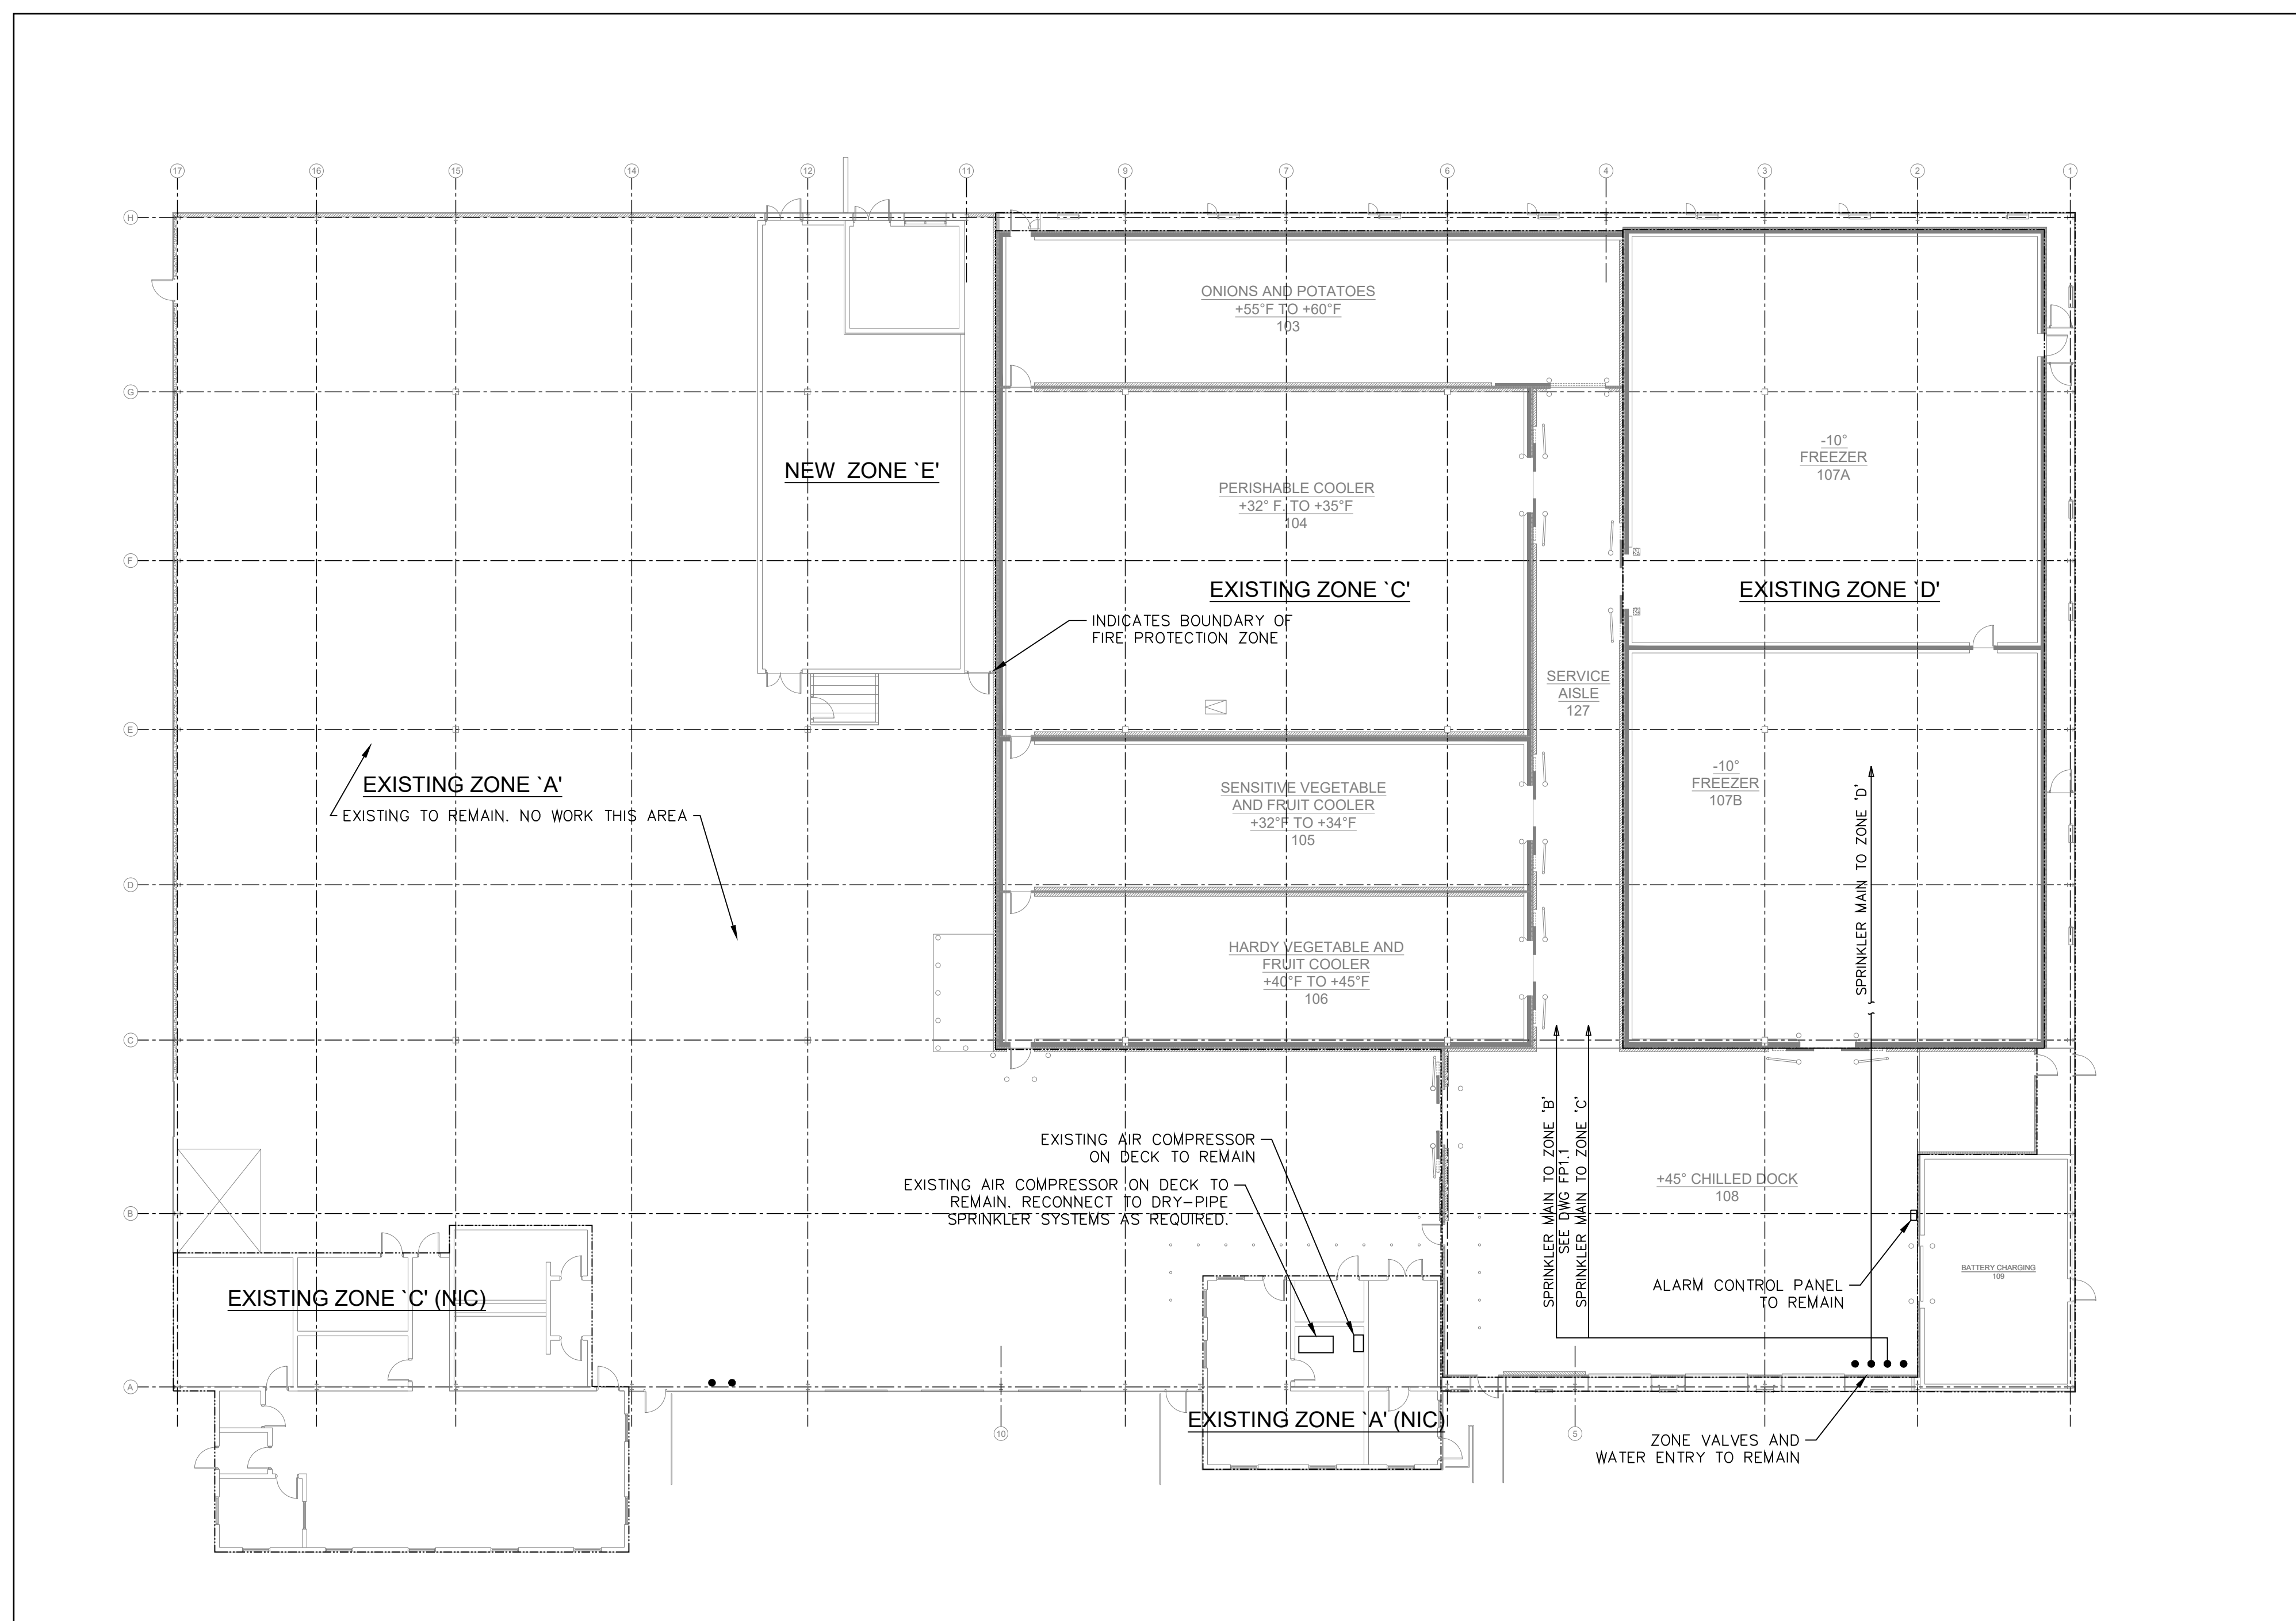 17
16
15
14
12
11
9
7
6
4
3
2
1
H
G
F
E
D
C
B
A
10
5
ONIONS AND POTATOES
+55°F TO +60°F
103
-10°
FREEZER
107A
NEW ZONE `E'
PERISHABLE COOLER
+32° F. TO +35°F
104
EXISTING ZONE `C'
EXISTING ZONE `D'
INDICATES BOUNDARY OF
FIRE PROTECTION ZONE
SERVICE
AISLE
127
EXISTING ZONE `A'
EXISTING TO REMAIN. NO WORK THIS AREA
SENSITIVE VEGETABLE
AND FRUIT COOLER
+32°F TO +34°F
105
-10°
FREEZER
107B
SPRINKLER MAIN TO ZONE 'D'
HARDY VEGETABLE AND
FRUIT COOLER
+40°F TO +45°F
106
EXISTING AIR COMPRESSOR
ON DECK TO REMAIN
EXISTING AIR COMPRESSOR ON DECK TO
REMAIN. RECONNECT TO DRY-PIPE
SPRINKLER SYSTEMS AS REQUIRED.
SPRINKLER MAIN TO ZONE 'B'
SEE DWG FP1.1
SPRINKLER MAIN TO ZONE 'C'
+45° CHILLED DOCK
108
ALARM CONTROL PANEL
TO REMAIN
BATTERY CHARGING
109
EXISTING ZONE `C' (NIC)
EXISTING ZONE `A' (NIC)
ZONE VALVES AND
WATER ENTRY TO REMAIN